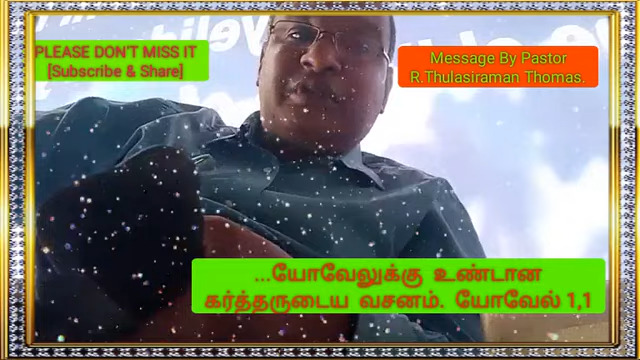 PLEASE DON'T MISS IT
[Subscribe & Share]
Message By Pastor
R.Thulasiraman Thomas.
...யோவேலுக்கு உண்டான
கர்த்தருடைய வசனம். யோவேல் 1,1